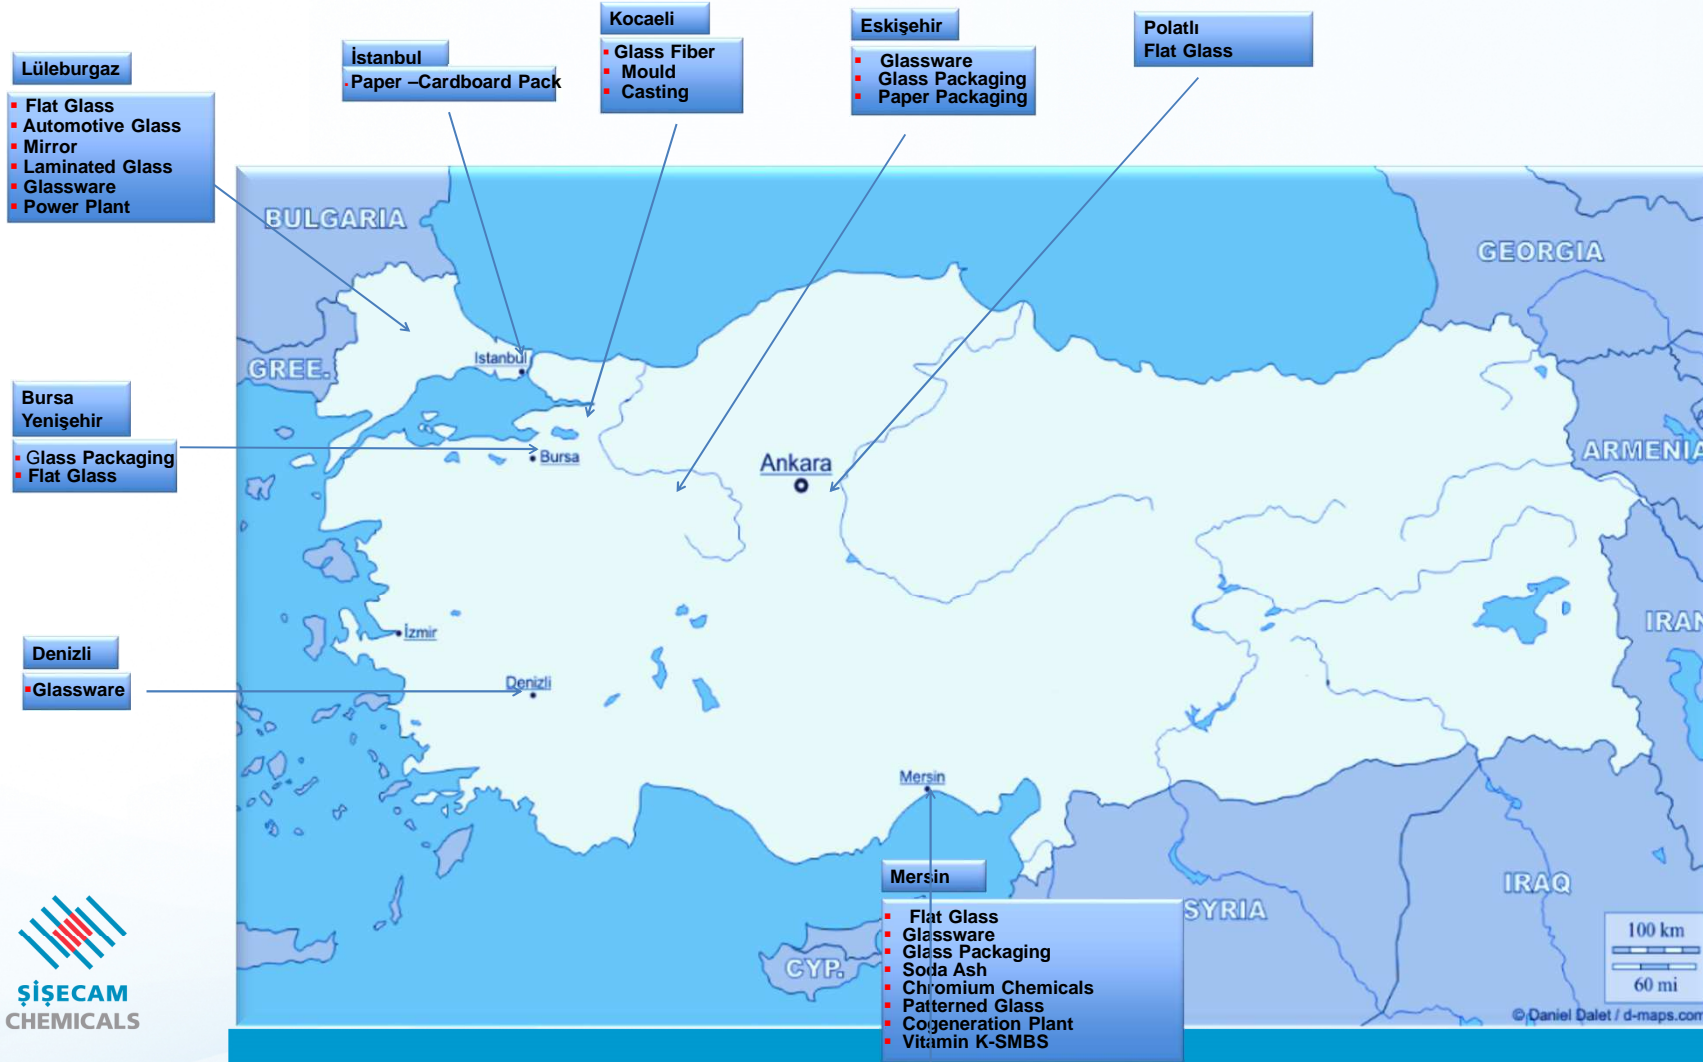 Kocaeli
▪ Glass Fiber
▪ Mould
▪ Casting
Eskişehir
▪ Glassware
▪ Glass Packaging
▪ Paper Packaging
Polatlı
Flat Glass
İstanbul
▪ Paper –Cardboard Pack
Lüleburgaz
▪ Flat Glass
▪ Automotive Glass
▪ Mirror
▪ Laminated Glass
▪ Glassware
▪ Power Plant
BULGARIA
GEORGIA
Istanbul
GREE.
Bursa
Yenişehir
▪ Glass Packaging
▪ Flat Glass
Bursa
Ankara
ARMENIA
İzmir
IRAN
Denizli
▪Glassware
Denizli
Mersin
Mersin
▪ Flat Glass
▪ Glassware
▪ Glass Packaging
▪ Soda Ash
▪ Chromium Chemicals
▪ Patterned Glass
▪ Cogeneration Plant
▪ Vitamin K-SMBS
SYRIA
IRAQ
CYP.
100 km
60 mi
© Daniel Dalet / d-maps.com
ŞİŞECAM
CHEMICALS